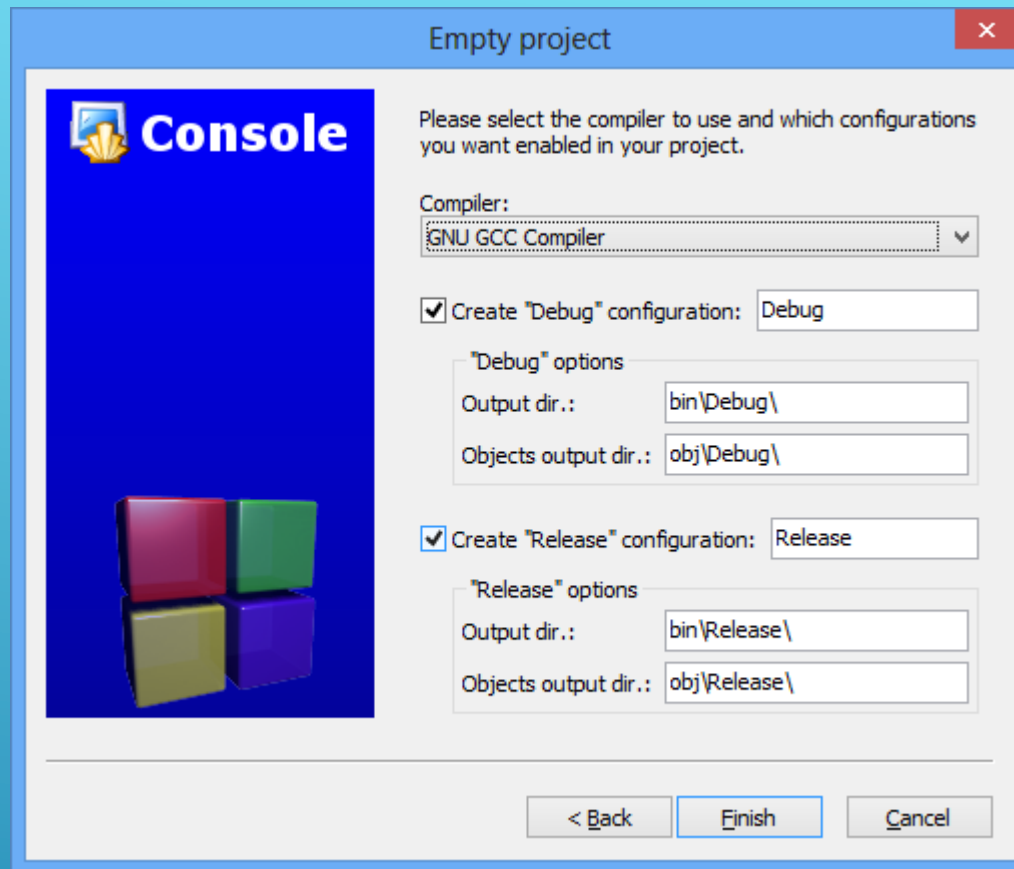 Empty project
Console
Please select the compiler to use and which configurations
you want enabled in your project.
Compiler:
GNU GCC Compiler
Create "Debug" configuration: Debug
"Debug" options
Output dir.: bin\Debug\
Objects output dir.: obj\Debug\
Create "Release" configuration: Release
"Release" options
Output dir.: bin\Release\
Objects output dir.: obj\Release\
< Back Finish Cancel